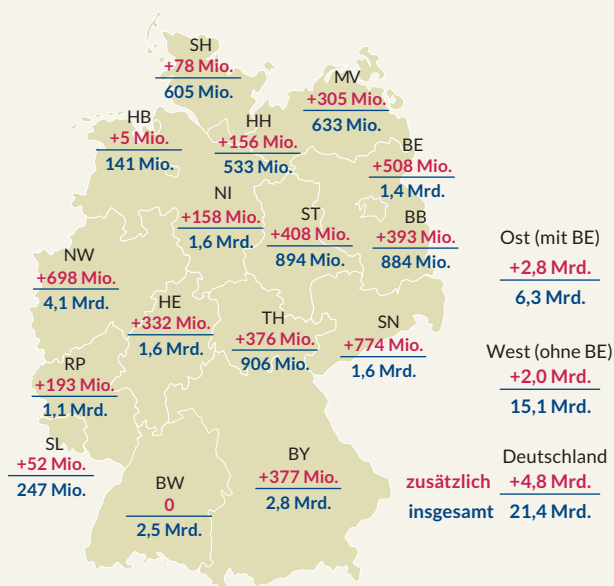 SH
+78 Mio.
605 Mio.
MV
+305 Mio.
633 Mio.
HB
+5 Mio.
141 Mio.
HH
+156 Mio.
533 Mio.
BE
+508 Mio.
1,4 Mrd.
NI
+158 Mio.
1,6 Mrd.
ST
+408 Mio.
894 Mio.
BB
+393 Mio.
884 Mio.
Ost (mit BE)
+2,8 Mrd.
6,3 Mrd.
NW
+698 Mio.
4,1 Mrd.
HE
+332 Mio.
1,6 Mrd.
TH
+376 Mio.
906 Mio.
SN
+774 Mio.
1,6 Mrd.
West (ohne BE)
+2,0 Mrd.
15,1 Mrd.
RP
+193 Mio.
1,1 Mrd.
SL
+52 Mio.
247 Mio.
BW
0
2,5 Mrd.
BY
+377 Mio.
2,8 Mrd.
Deutschland
zusätzlich +4,8 Mrd.
insgesamt 21,4 Mrd.